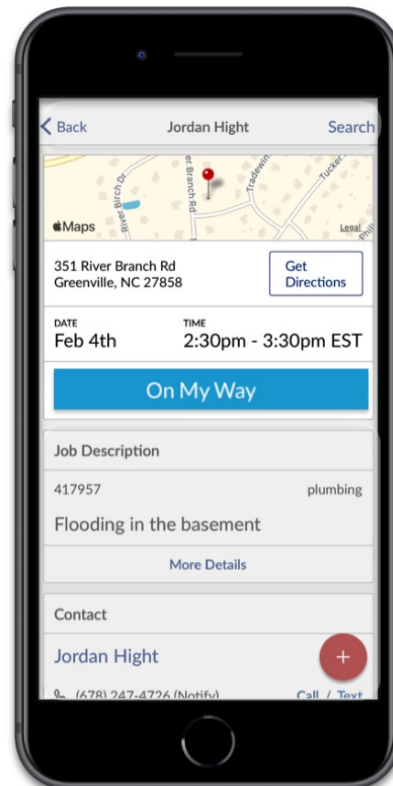 Back Jordan Hight Search
River Birch Dr
er Branch Rd
Tradewin
Tucker
Maps
Legal
Phil
351 River Branch Rd
Greenville, NC 27858
Get
Directions
DATE TIME
Feb 4th 2:30pm - 3:30pm EST
On My Way
Job Description
417957 plumbing
Flooding in the basement
More Details
Contact
Jordan Hight
+
(678) 247-4726 (Notify) Call / Text